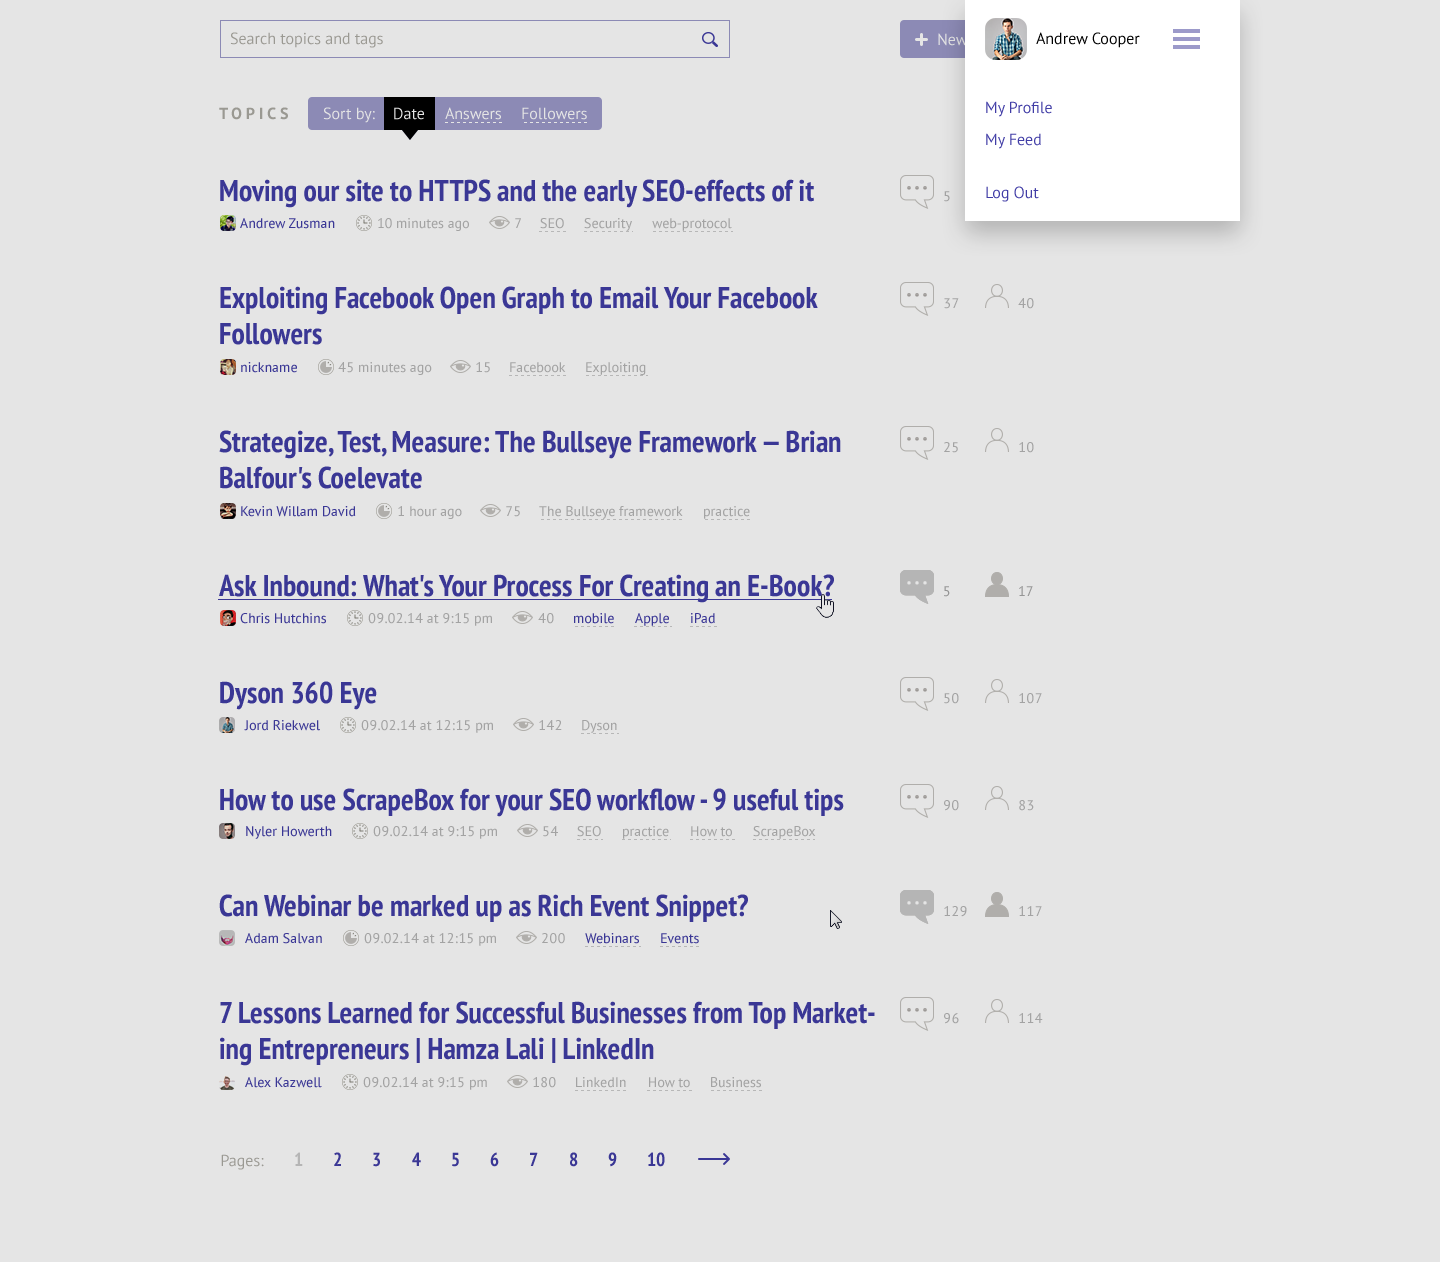 Search topics and tags
New
Andrew Cooper
My Profile
My Feed
Log Out
TOPICS
Sort by: Date Answers Followers
Moving our site to HTTPS and the early SEO-effects of it
5
Andrew Zusman 10 minutes ago 7 SEO Security web-protocol
Exploiting Facebook Open Graph to Email Your Facebook
Followers
37 40
nickname 45 minutes ago 15 Facebook Exploiting
Strategize, Test, Measure: The Bullseye Framework — Brian
Balfour's Coelevate
25 10
Kevin Willam David 1 hour ago 75 The Bullseye framework practice
Ask Inbound: What's Your Process For Creating an E-Book?
5 17
Chris Hutchins 09.02.14 at 9:15 pm 40 mobile Apple iPad
Dyson 360 Eye
50 107
Jord Riekwel 09.02.14 at 12:15 pm 142 Dyson
How to use ScrapeBox for your SEO workflow - 9 useful tips
90 83
Nyler Howerth 09.02.14 at 9:15 pm 54 SEO practice How to ScrapeBox
Can Webinar be marked up as Rich Event Snippet?
129 117
Adam Salvan 09.02.14 at 12:15 pm 200 Webinars Events
7 Lessons Learned for Successful Businesses from Top Market-
ing Entrepreneurs | Hamza Lali | LinkedIn
96 114
Alex Kazwell 09.02.14 at 9:15 pm 180 LinkedIn How to Business
Pages: 1 2 3 4 5 6 7 8 9 10